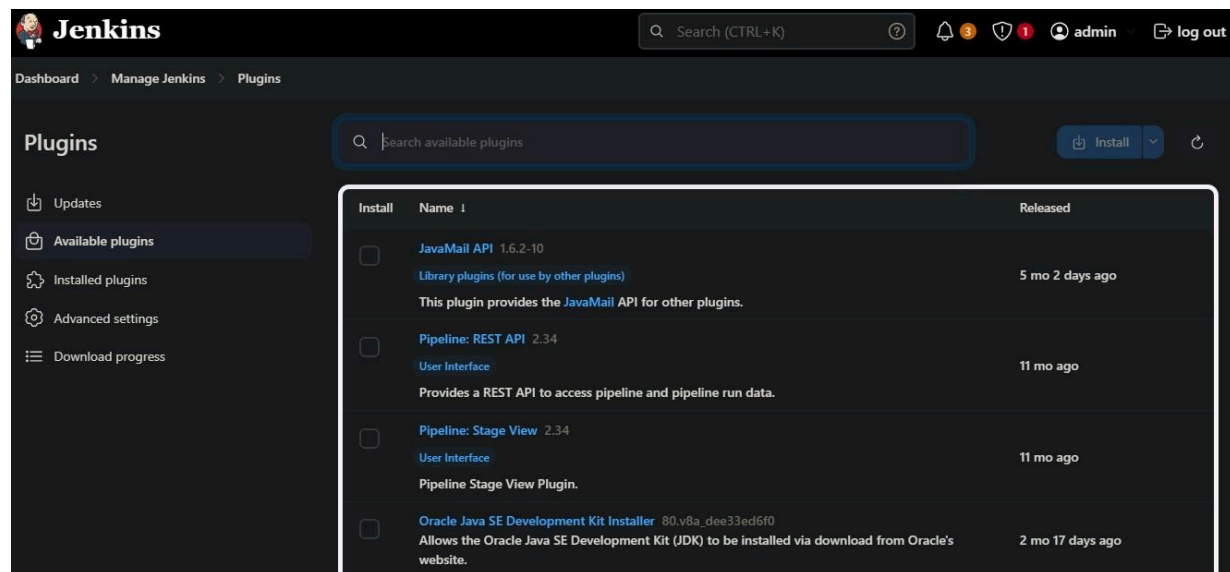 Jenkins
Search (CTRL+K)
3
1
admin
log out
Dashboard > Manage Jenkins > Plugins
Plugins
Search available plugins
Install
Updates
Available plugins
Installed plugins
Advanced settings
Download progress
Install Name ↓ Released
JavaMail API 1.6.2-10
Library plugins (for use by other plugins)
This plugin provides the JavaMail API for other plugins.
5 mo 2 days ago
Pipeline: REST API 2.34
User Interface
Provides a REST API to access pipeline and pipeline run data.
11 mo ago
Pipeline: Stage View 2.34
User Interface
Pipeline Stage View Plugin.
11 mo ago
Oracle Java SE Development Kit Installer 80.v8a_dee33ed6f0
Allows the Oracle Java SE Development Kit (JDK) to be installed via download from Oracle's
website.
2 mo 17 days ago